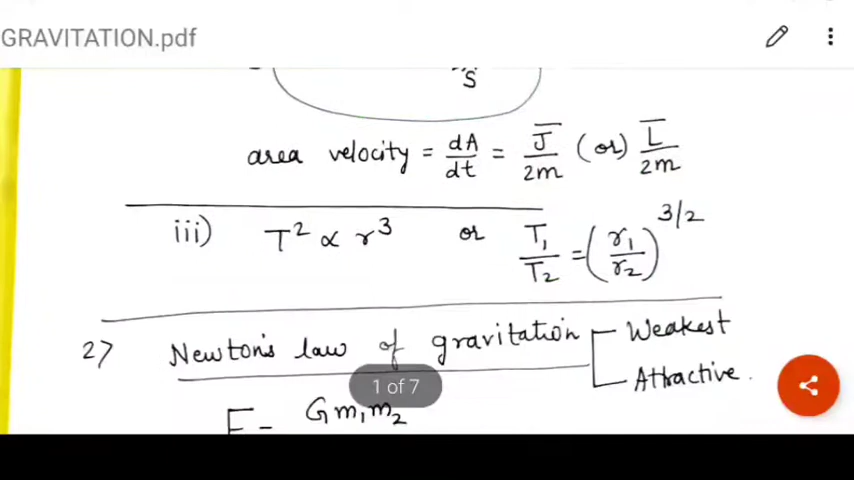 GRAVITATION.pdf
S
area velocity = dA/dt = J̅/2m (or) L̅/2m
iii) T² ∝ r³ or T₁/T₂ = (r₁/r₂)^3/2
27 Newton's law of gravitation Weakest
Attractive.
1 of 7
F = Gm₁m₂